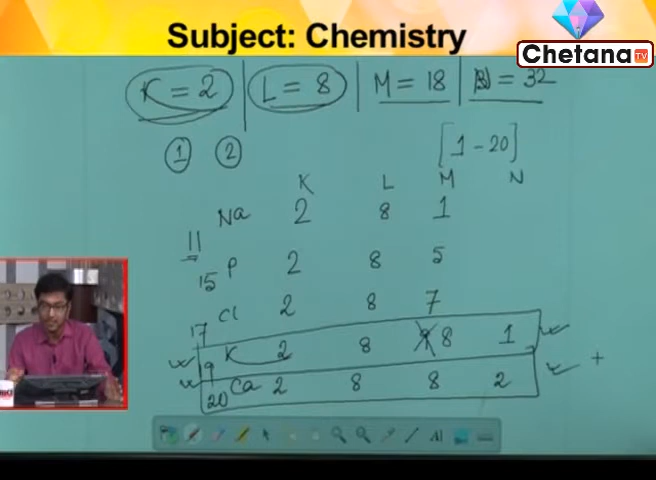 Subject: Chemistry
Chetana TV
K = 2 L = 8 M = 18 N = 32
1 2 [1 - 20]
K L M N
11 Na 2 8 1
15 P 2 8 5
17 Cl 2 8 7
19 K 2 8 8 1
20 Ca 2 8 8 2 +
AI